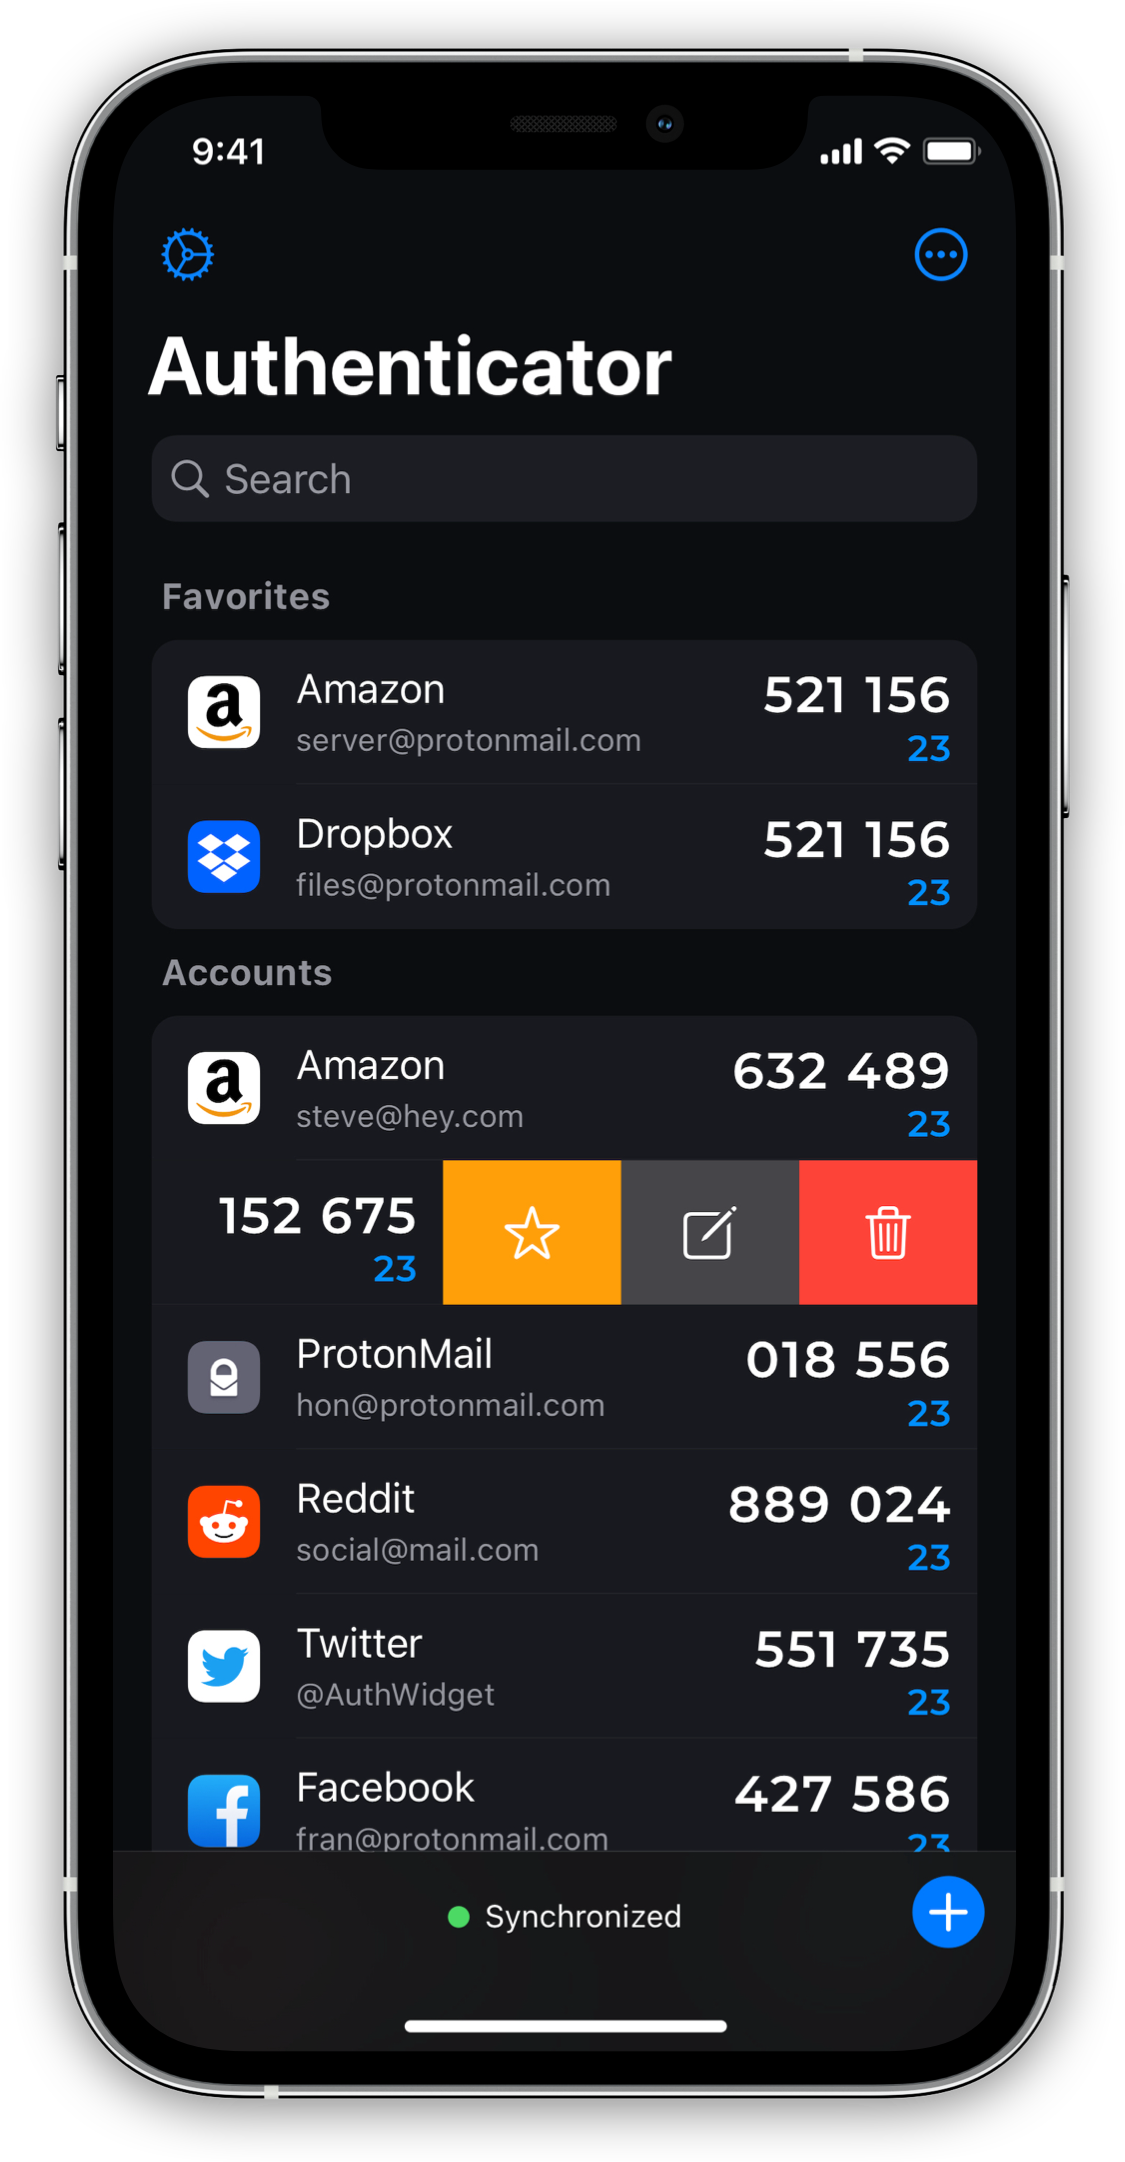 9:41
Authenticator
Search
Favorites
Amazon 521 156
server@protonmail.com 23
Dropbox 521 156
files@protonmail.com 23
Accounts
Amazon 632 489
steve@hey.com 23
152 675
23
ProtonMail 018 556
hon@protonmail.com 23
Reddit 889 024
social@mail.com 23
Twitter 551 735
@AuthWidget 23
Facebook 427 586
fran@protonmail.com 23
Synchronized